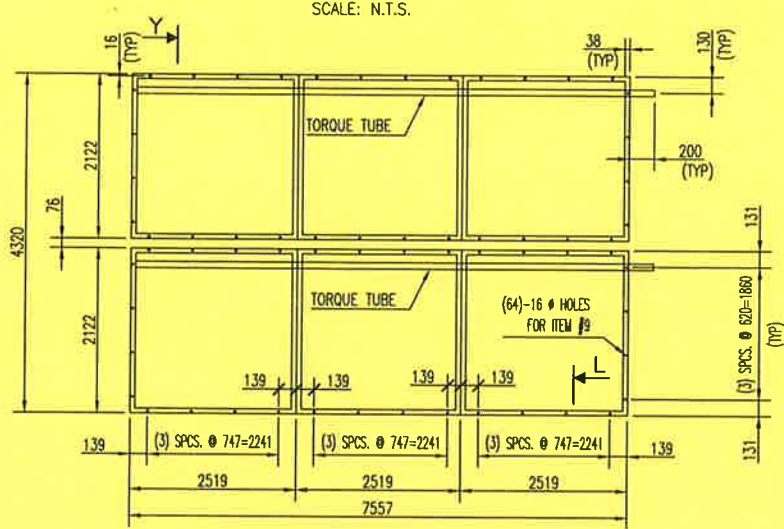 SCALE: N.T.S.
Y
16
(TYP)
38
(TYP)
130
(TYP)
TORQUE TUBE
2122
200
(TYP)
76
4320
131
TORQUE TUBE
(64)-16 ø HOLES
FOR ITEM #9
2122
(3) SPCS. @ 620=1860
(TYP)
L
139
139
139
139
139
(3) SPCS. @ 747=2241
(3) SPCS. @ 747=2241
(3) SPCS. @ 747=2241
139
131
2519
2519
2519
7557